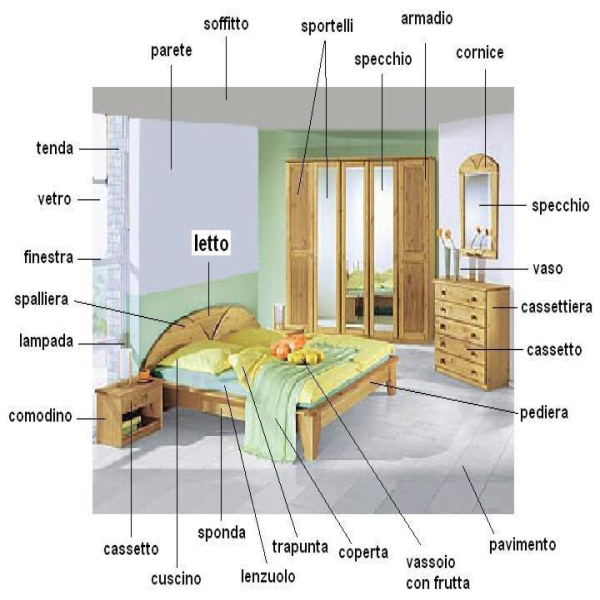 soffitto
sportelli
armadio
parete
specchio
cornice
tenda
vetro
specchio
letto
finestra
vaso
spalliera
cassettiera
lampada
cassetto
comodino
pediera
sponda
trapunta
coperta
pavimento
cassetto
cuscino
lenzuolo
vassoio
con frutta